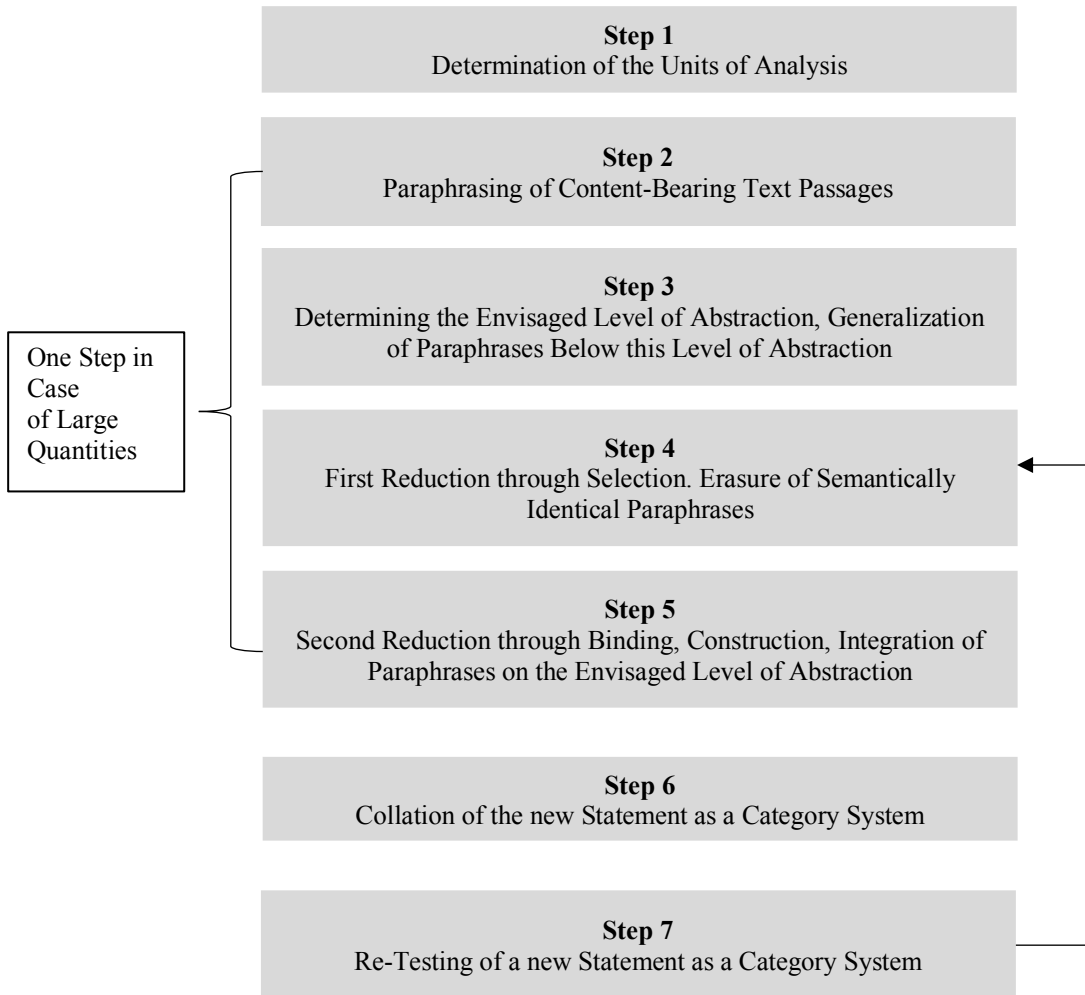 Step 1
Determination of the Units of Analysis
Step 2
Paraphrasing of Content-Bearing Text Passages
Step 3
Determining the Envisaged Level of Abstraction, Generalization
of Paraphrases Below this Level of Abstraction
One Step in
Case
of Large
Quantities
Step 4
First Reduction through Selection. Erasure of Semantically
Identical Paraphrases
Step 5
Second Reduction through Binding, Construction, Integration of
Paraphrases on the Envisaged Level of Abstraction
Step 6
Collation of the new Statement as a Category System
Step 7
Re-Testing of a new Statement as a Category System